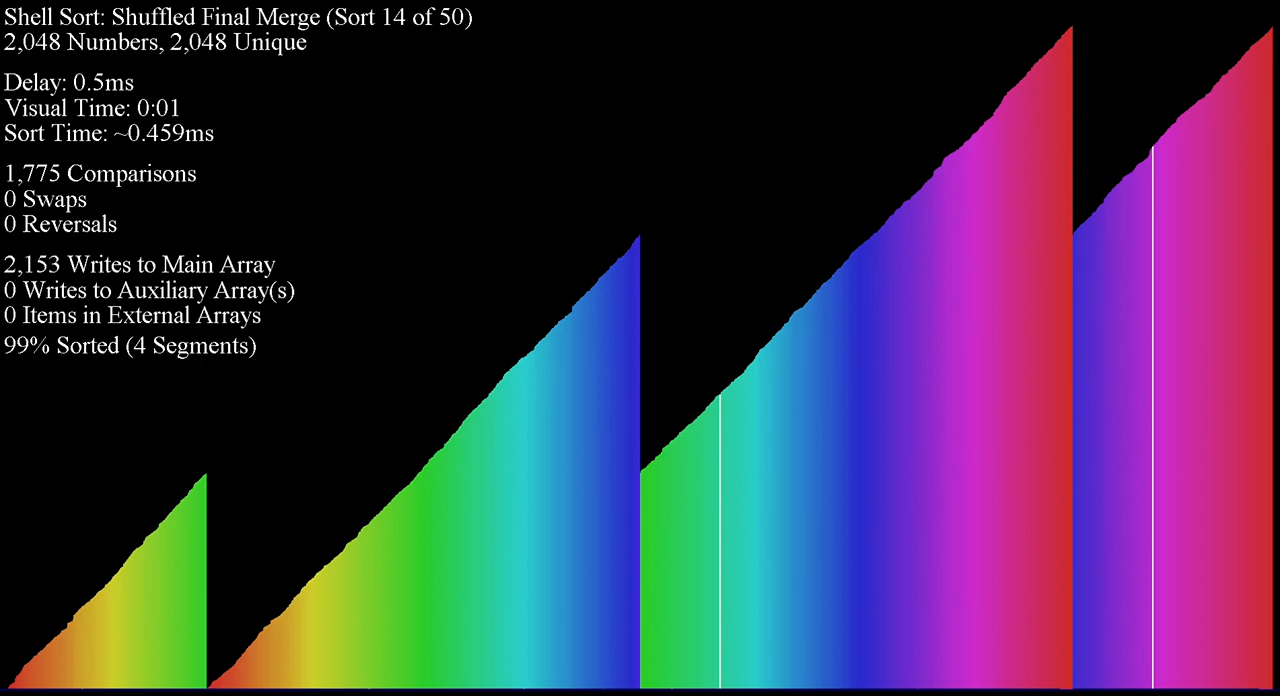 Shell Sort: Shuffled Final Merge (Sort 14 of 50)
2,048 Numbers, 2,048 Unique
Delay: 0.5ms
Visual Time: 0:01
Sort Time: ~0.459ms
1,775 Comparisons
0 Swaps
0 Reversals
2,153 Writes to Main Array
0 Writes to Auxiliary Array(s)
0 Items in External Arrays
99% Sorted (4 Segments)